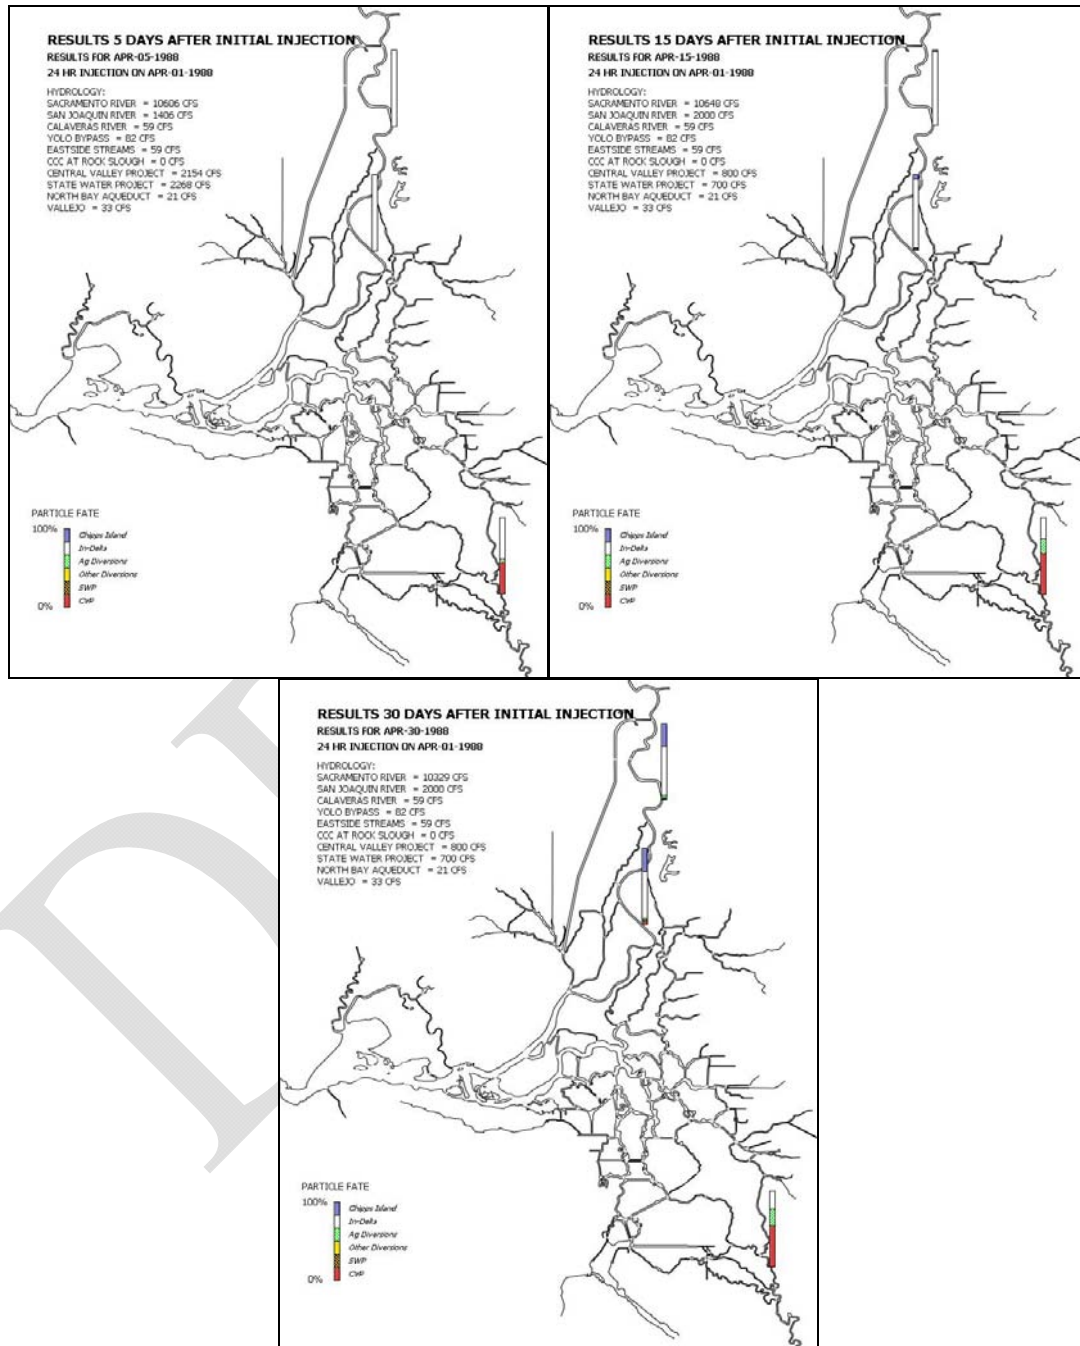 RESULTS 5 DAYS AFTER INITIAL INJECTION
RESULTS FOR APR-05-1988
24 HR INJECTION ON APR-01-1988
HYDROLOGY:
SACRAMENTO RIVER = 10606 CFS
SAN JOAQUIN RIVER = 1406 CFS
CALAVERAS RIVER = 59 CFS
YOLO BYPASS = 82 CFS
EASTSIDE STREAMS = 59 CFS
CCC AT ROCK SLOUGH = 0 CFS
CENTRAL VALLEY PROJECT = 2154 CFS
STATE WATER PROJECT = 2268 CFS
NORTH BAY AQUEDUCT = 21 CFS
VALLEJO = 33 CFS
PARTICLE FATE
100%
Chipps Island
In-Delta
Ag Diversions
Other Diversions
SWP
CVP
0%
RESULTS 15 DAYS AFTER INITIAL INJECTION
RESULTS FOR APR-15-1988
24 HR INJECTION ON APR-01-1988
HYDROLOGY:
SACRAMENTO RIVER = 10648 CFS
SAN JOAQUIN RIVER = 2000 CFS
CALAVERAS RIVER = 59 CFS
YOLO BYPASS = 82 CFS
EASTSIDE STREAMS = 59 CFS
CCC AT ROCK SLOUGH = 0 CFS
CENTRAL VALLEY PROJECT = 800 CFS
STATE WATER PROJECT = 700 CFS
NORTH BAY AQUEDUCT = 21 CFS
VALLEJO = 33 CFS
PARTICLE FATE
100%
Chipps Island
In-Delta
Ag Diversions
Other Diversions
SWP
CVP
0%
RESULTS 30 DAYS AFTER INITIAL INJECTION
RESULTS FOR APR-30-1988
24 HR INJECTION ON APR-01-1988
HYDROLOGY:
SACRAMENTO RIVER = 10329 CFS
SAN JOAQUIN RIVER = 2000 CFS
CALAVERAS RIVER = 59 CFS
YOLO BYPASS = 82 CFS
EASTSIDE STREAMS = 59 CFS
CCC AT ROCK SLOUGH = 0 CFS
CENTRAL VALLEY PROJECT = 800 CFS
STATE WATER PROJECT = 700 CFS
NORTH BAY AQUEDUCT = 21 CFS
VALLEJO = 33 CFS
PARTICLE FATE
100%
Chipps Island
In-Delta
Ag Diversions
Other Diversions
SWP
CVP
0%